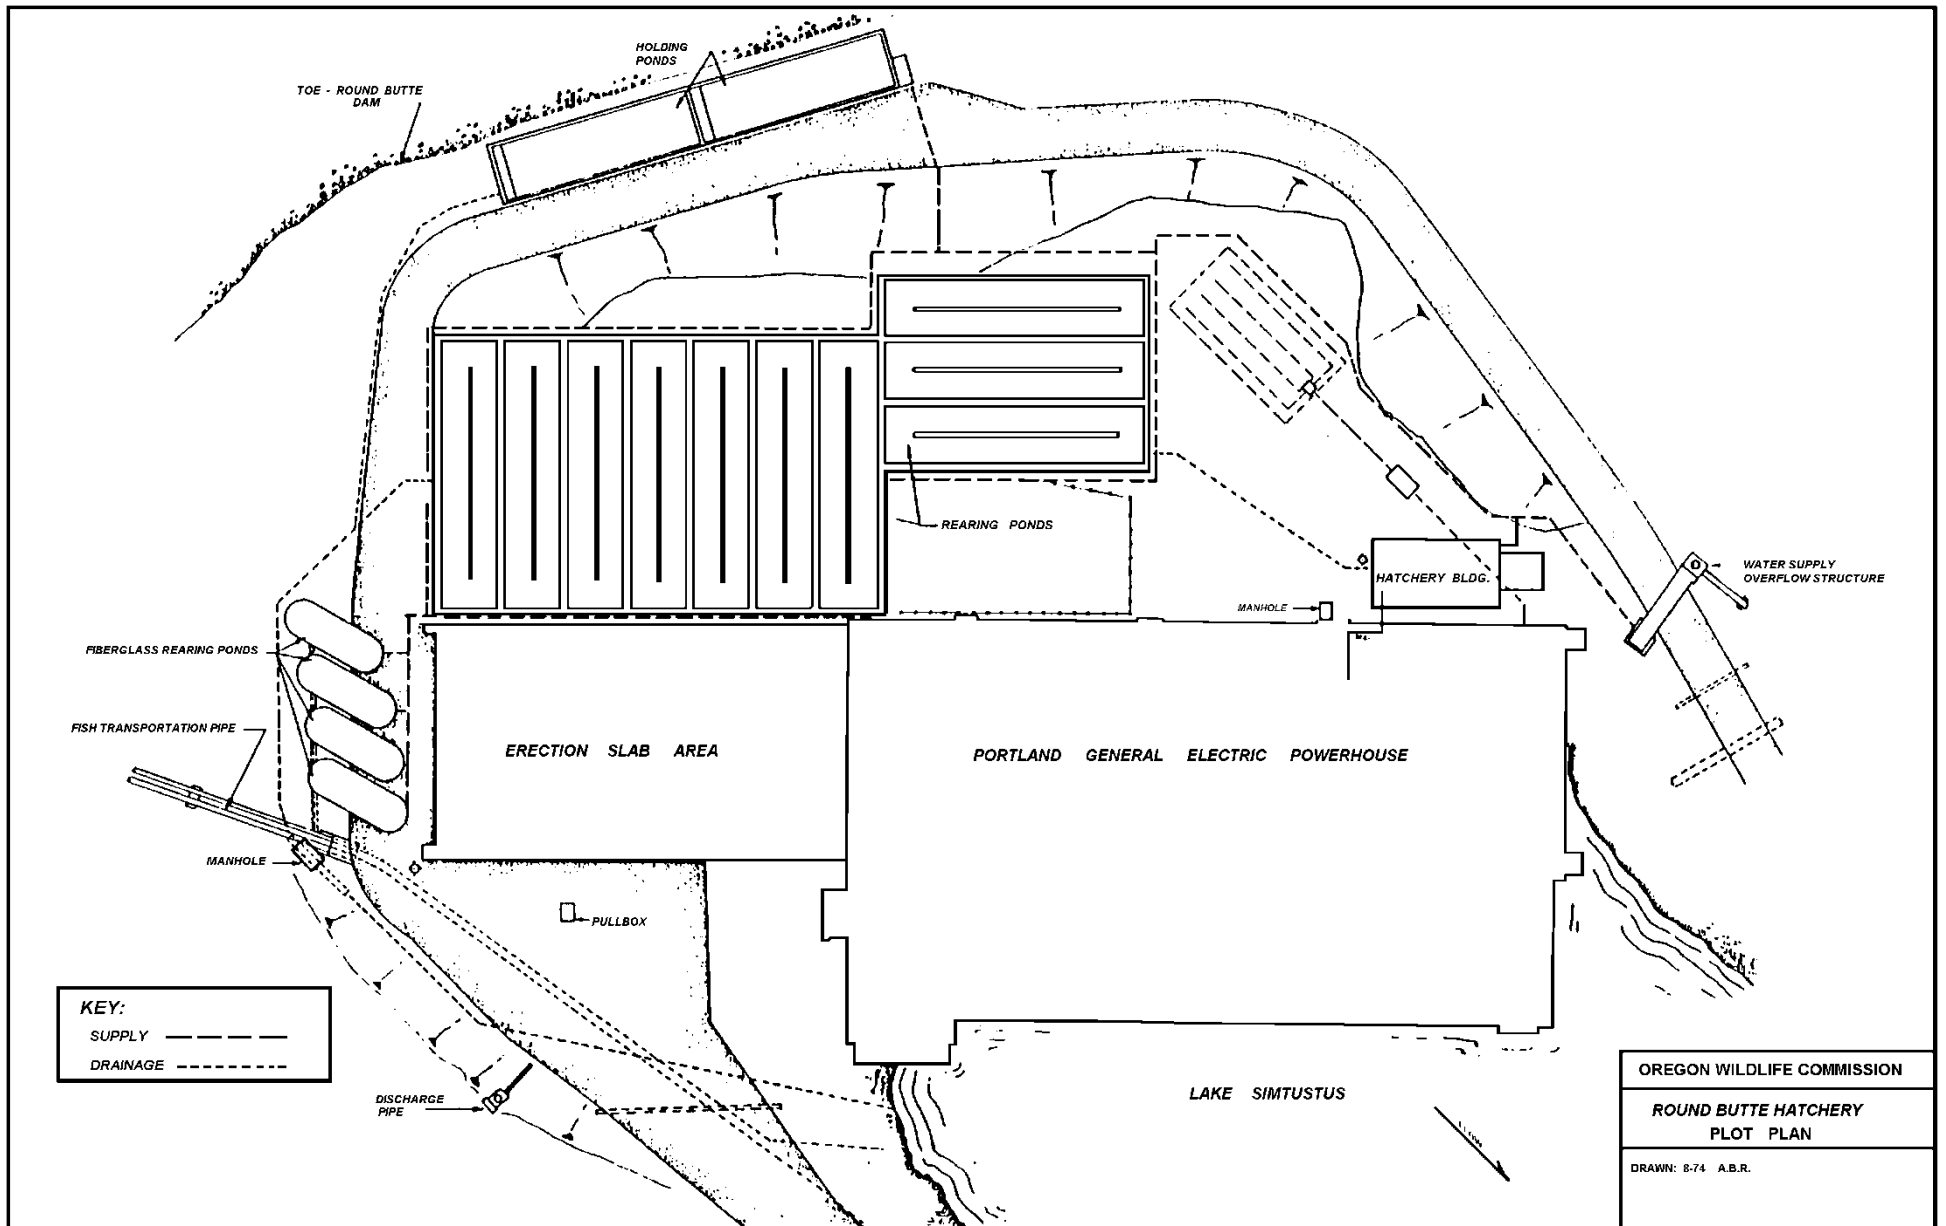 HOLDING
PONDS
TOE - ROUND BUTTE
DAM
REARING PONDS
HATCHERY BLDG.
MANHOLE
WATER SUPPLY
OVERFLOW STRUCTURE
FIBERGLASS REARING PONDS
FISH TRANSPORTATION PIPE
ERECTION SLAB AREA
PORTLAND GENERAL ELECTRIC POWERHOUSE
MANHOLE
PULLBOX
KEY:
SUPPLY
DRAINAGE
DISCHARGE
PIPE
LAKE SIMTUSTUS
OREGON WILDLIFE COMMISSION
ROUND BUTTE HATCHERY
PLOT PLAN
DRAWN: 8-74 A.B.R.